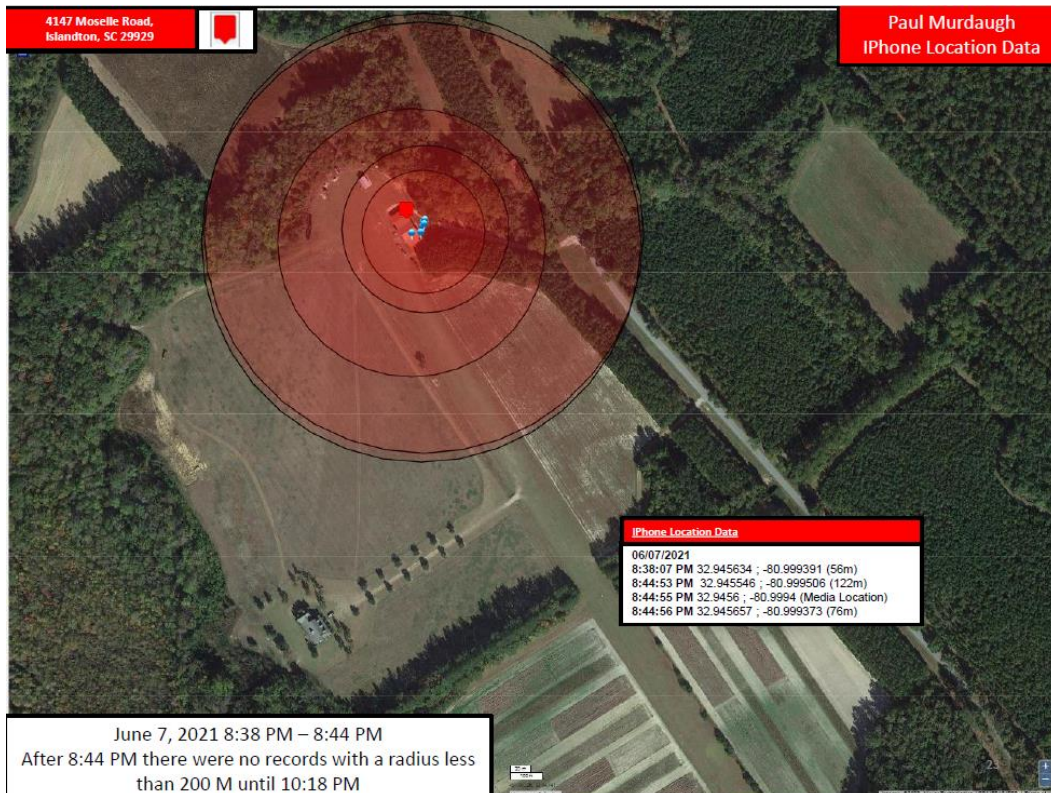 4147 Moselle Road,
Islandton, SC 29929
Paul Murdaugh
IPhone Location Data
IPhone Location Data
06/07/2021
8:38:07 PM 32.945634 ; -80.999391 (56m)
8:44:53 PM 32.945546 ; -80.999506 (122m)
8:44:55 PM 32.9456 ; -80.9994 (Media Location)
8:44:56 PM 32.945657 ; -80.999373 (76m)
June 7, 2021 8:38 PM – 8:44 PM
After 8:44 PM there were no records with a radius less
than 200 M until 10:18 PM